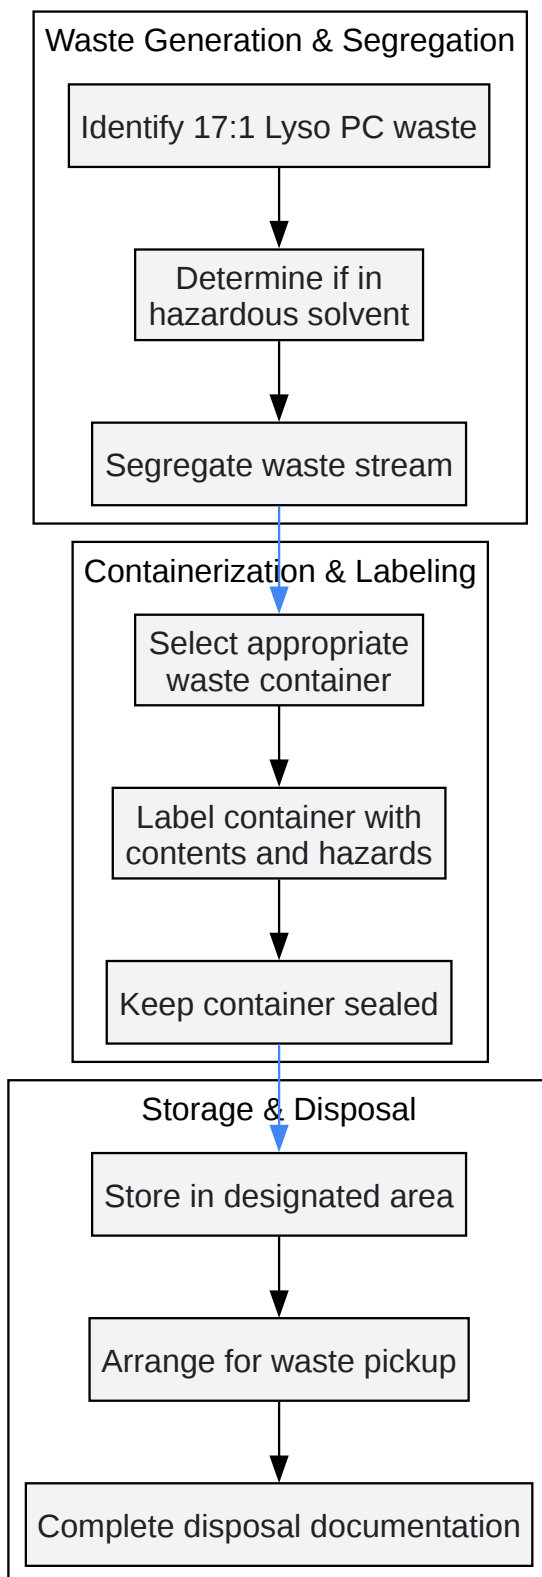 Waste Generation & Segregation
Identify 17:1 Lyso PC waste
Determine if in
hazardous solvent
Segregate waste stream
Containerization & Labeling
Select appropriate
waste container
Label container with
contents and hazards
Keep container sealed
Storage & Disposal
Store in designated area
Arrange for waste pickup
Complete disposal documentation